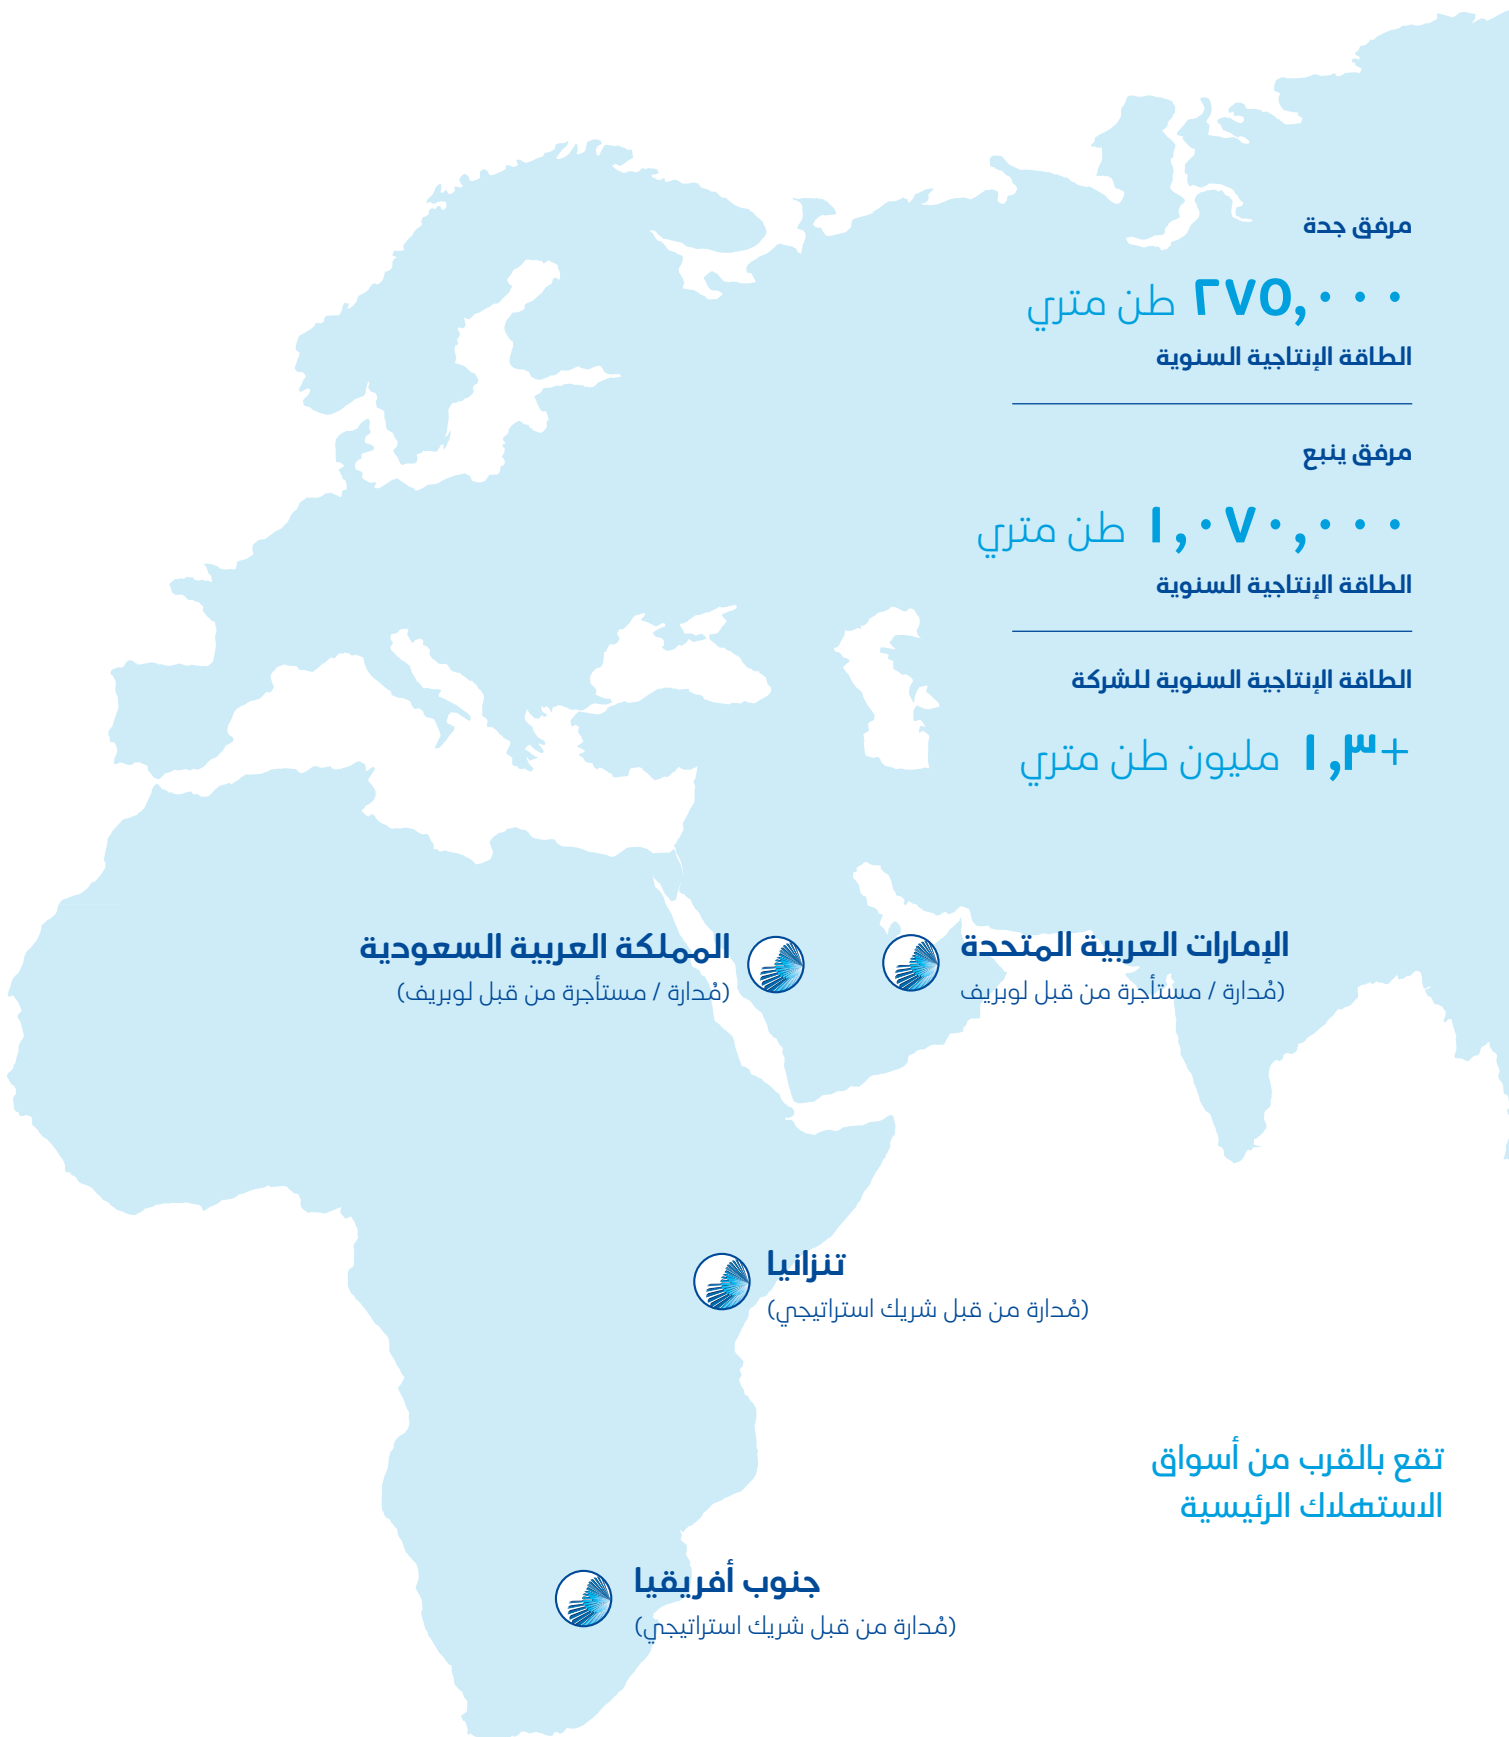 مرفق جدة
٢٧٥,٠٠٠ طن متري
الطاقة الإنتاجية السنوية
مرفق ينبع
١,٠٧٠,٠٠٠ طن متري
الطاقة الإنتاجية السنوية
الطاقة الإنتاجية السنوية للشركة
+١,٣ مليون طن متري
الإمارات العربية المتحدة
(مُدارة / مستأجرة من قبل لوبريف
المملكة العربية السعودية
(مُدارة / مستأجرة من قبل لوبريف)
تنزانيا
(مُدارة من قبل شريك استراتيجي)
تقع بالقرب من أسواق
الاستهلاك الرئيسية
جنوب أفريقيا
(مُدارة من قبل شريك استراتيجي)